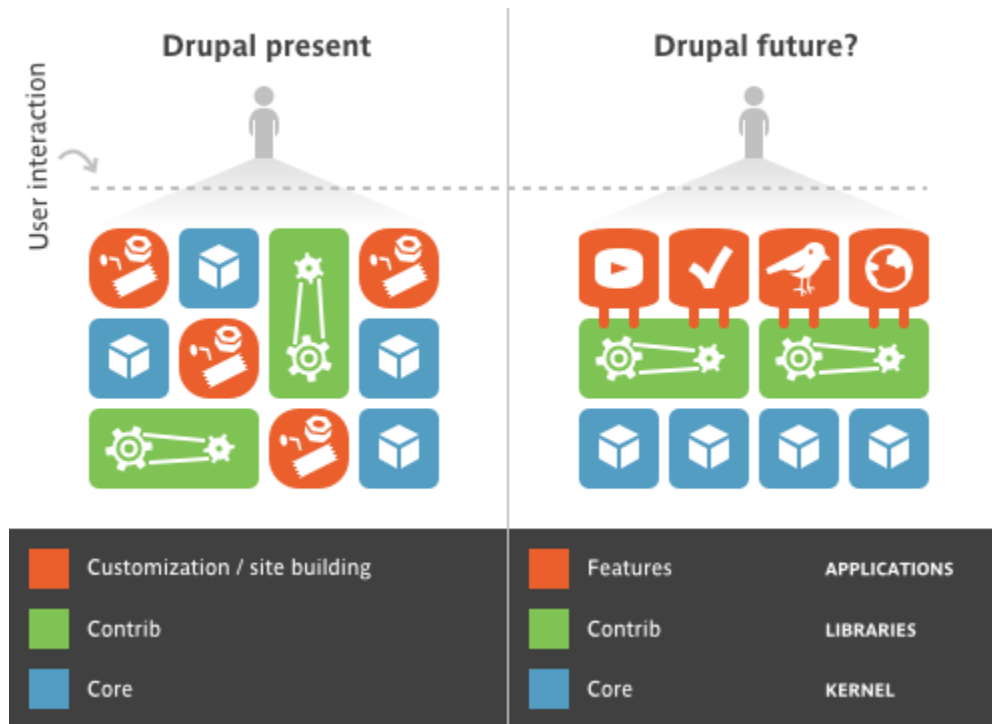 Drupal present
Drupal future?
User interaction
Customization / site building
Contrib
Core
Features APPLICATIONS
Contrib LIBRARIES
Core KERNEL